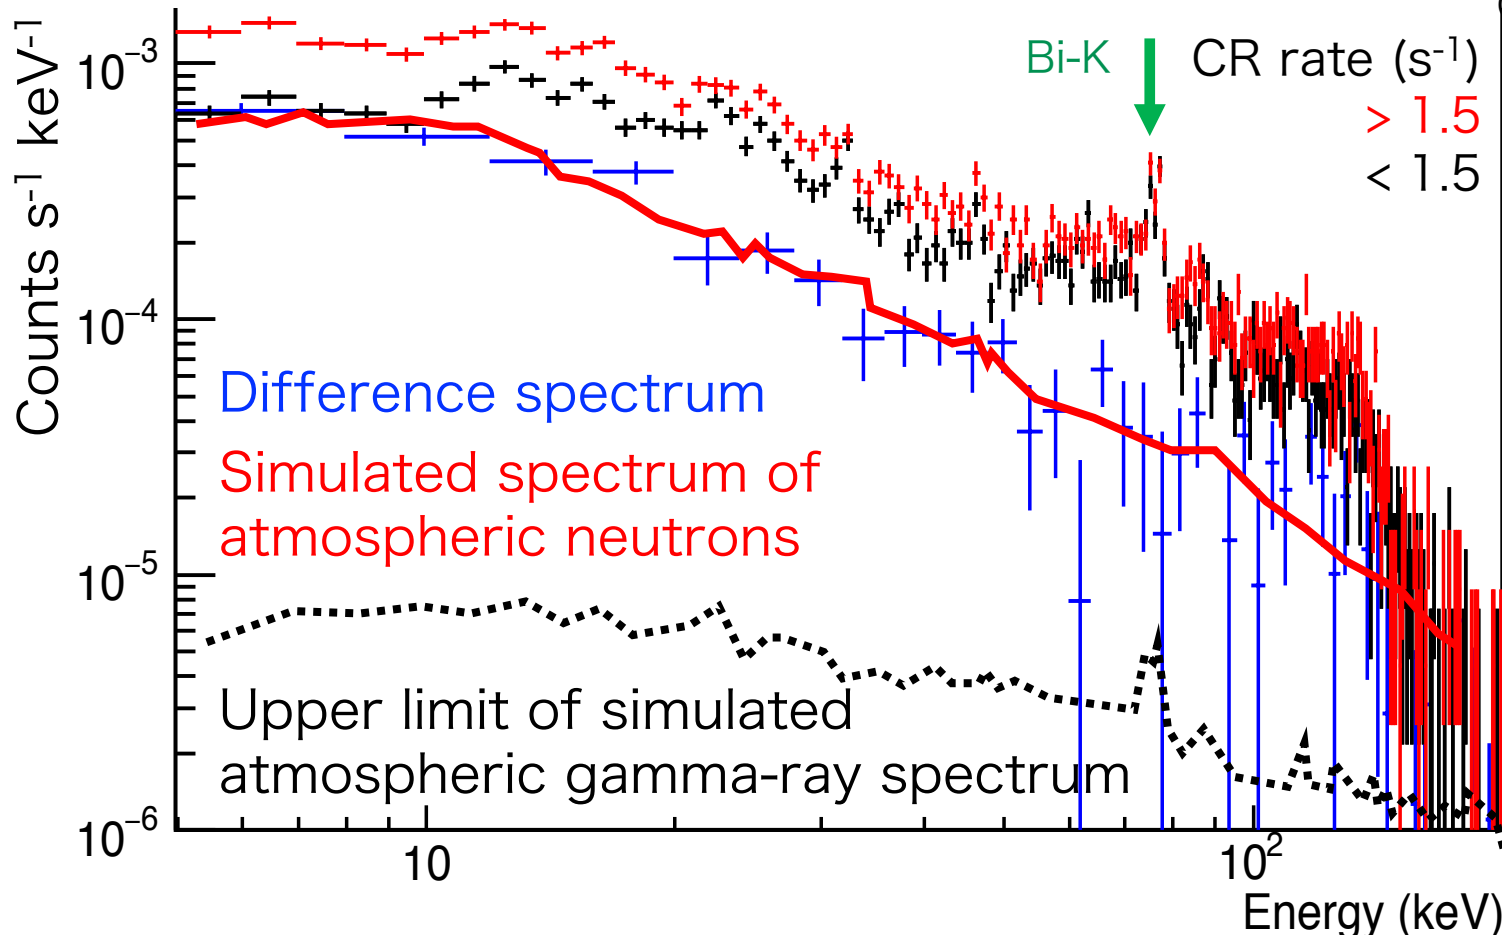 Counts s⁻¹ keV⁻¹
10⁻³
10⁻⁴
10⁻⁵
10⁻⁶
Bi-K
CR rate (s⁻¹)
> 1.5
< 1.5
Difference spectrum
Simulated spectrum of
atmospheric neutrons
Upper limit of simulated
atmospheric gamma-ray spectrum
10
10²
Energy (keV)